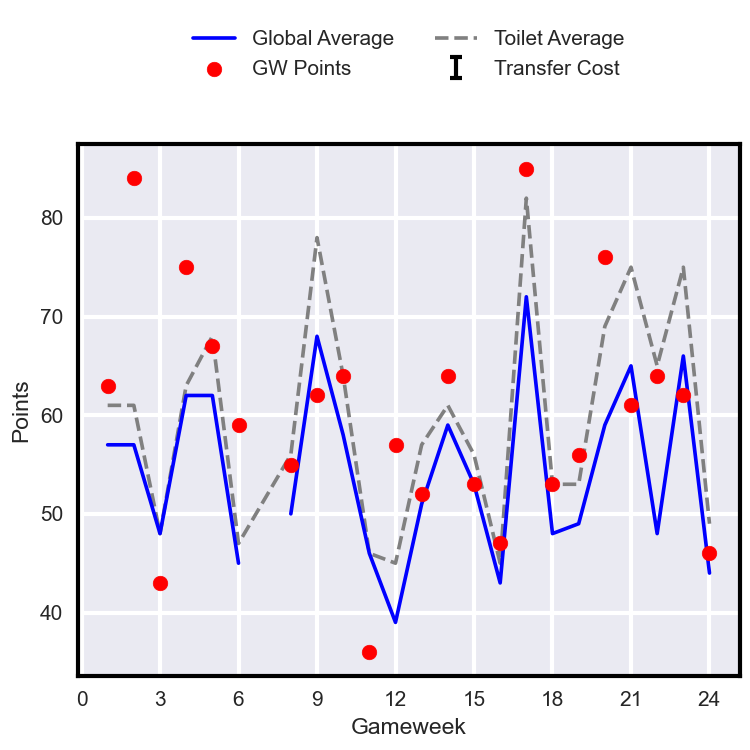 Global Average
Toilet Average
GW Points
Transfer Cost
80
70
60
50
40
Points
0 3 6 9 12 15 18 21 24
Gameweek